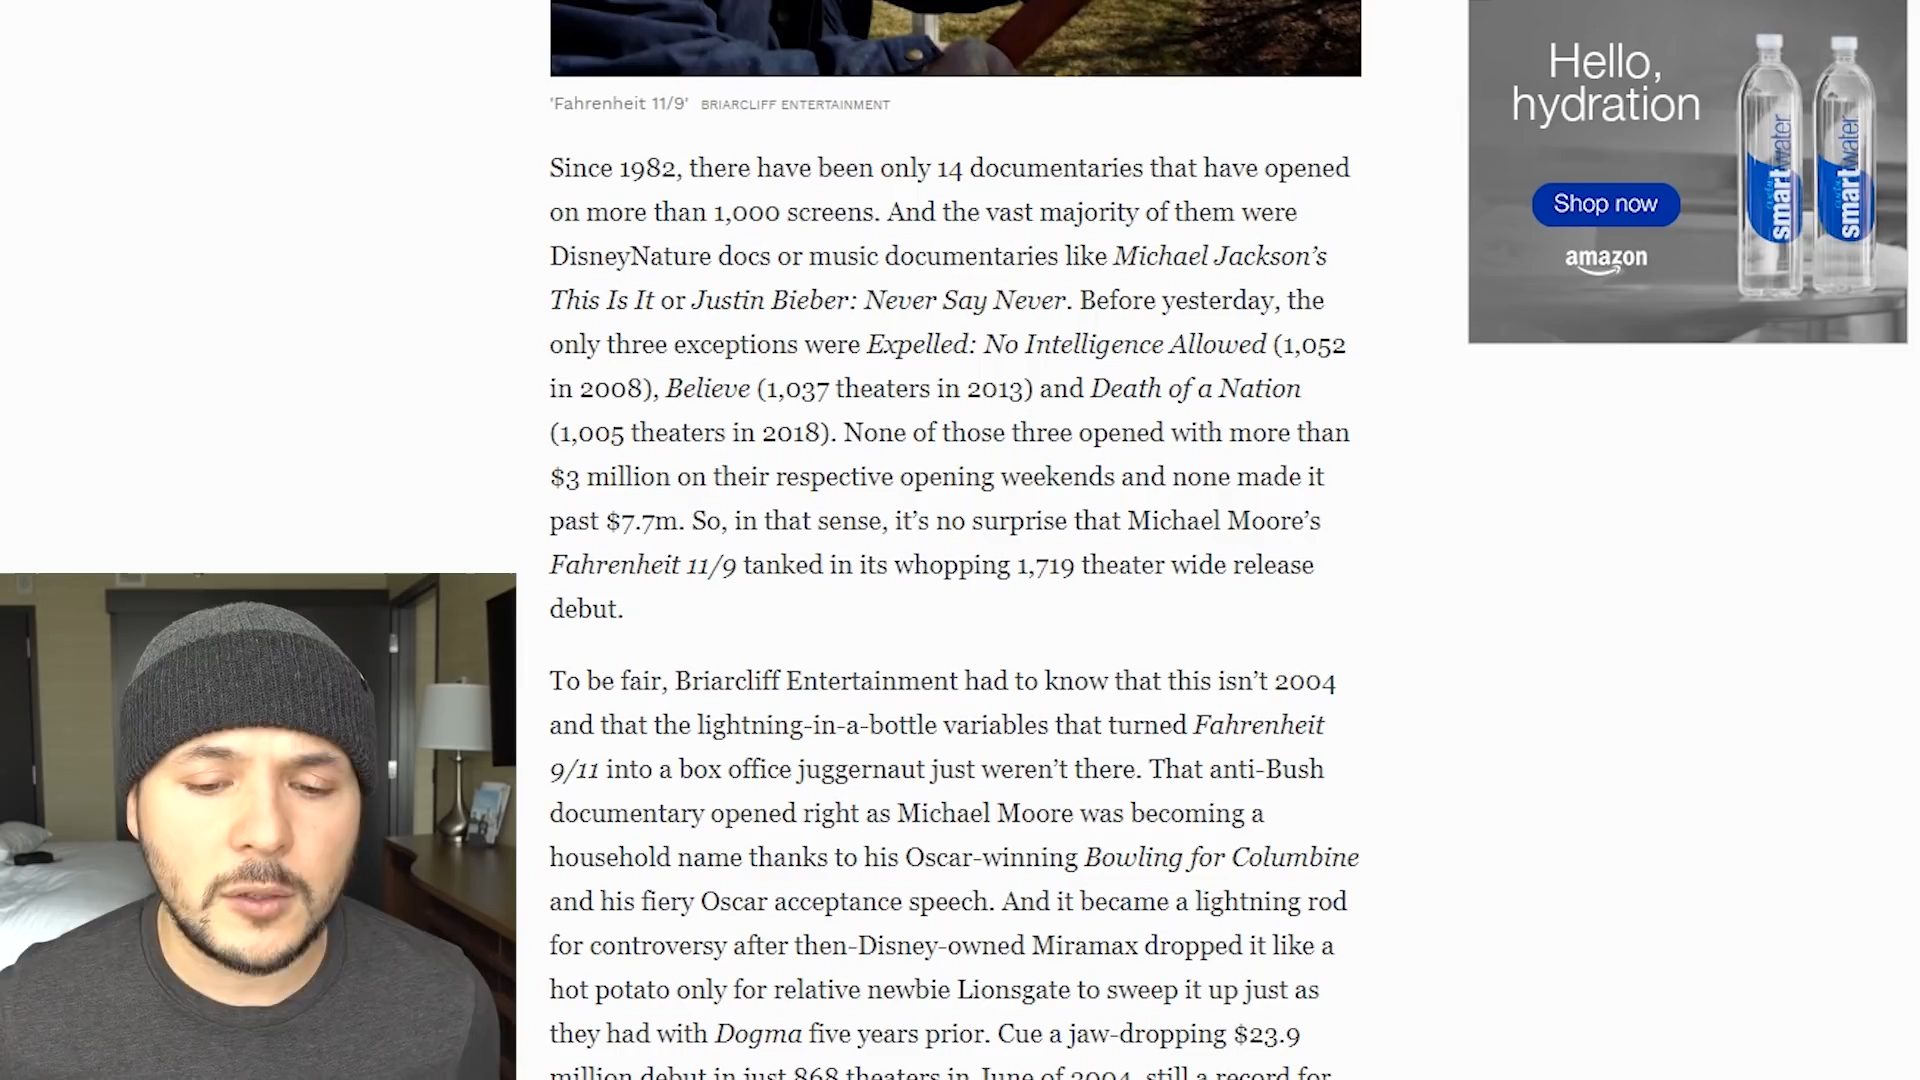 'Fahrenheit 11/9' BRIARCLIFF ENTERTAINMENT
Since 1982, there have been only 14 documentaries that have opened
on more than 1,000 screens. And the vast majority of them were
DisneyNature docs or music documentaries like Michael Jackson's
This Is It or Justin Bieber: Never Say Never. Before yesterday, the
only three exceptions were Expelled: No Intelligence Allowed (1,052
in 2008), Believe (1,037 theaters in 2013) and Death of a Nation
(1,005 theaters in 2018). None of those three opened with more than
$3 million on their respective opening weekends and none made it
past $7.7m. So, in that sense, it's no surprise that Michael Moore's
Fahrenheit 11/9 tanked in its whopping 1,719 theater wide release
debut.
To be fair, Briarcliff Entertainment had to know that this isn't 2004
and that the lightning-in-a-bottle variables that turned Fahrenheit
9/11 into a box office juggernaut just weren't there. That anti-Bush
documentary opened right as Michael Moore was becoming a
household name thanks to his Oscar-winning Bowling for Columbine
and his fiery Oscar acceptance speech. And it became a lightning rod
for controversy after then-Disney-owned Miramax dropped it like a
hot potato only for relative newbie Lionsgate to sweep it up just as
they had with Dogma five years prior. Cue a jaw-dropping $23.9
million debut in just 868 theaters in June of 2004, still a record for
Hello,
hydration
Shop now
amazon
smartwater
smartwater